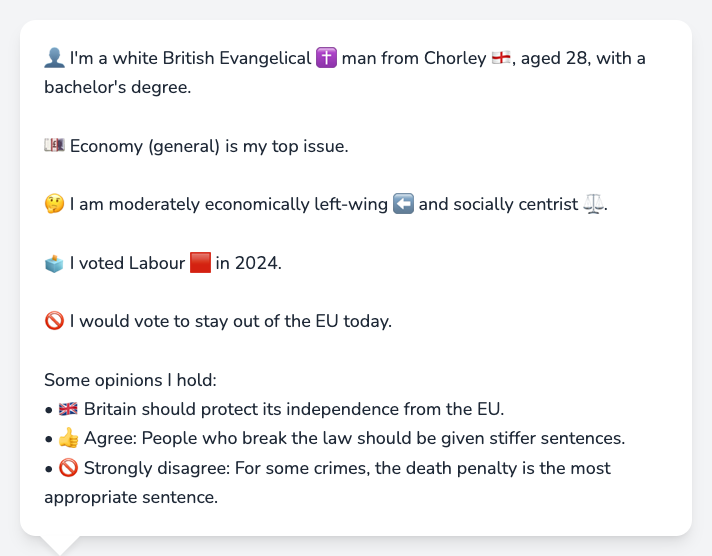 👤 I'm a white British Evangelical ✝️ man from Chorley 🏴󠁧󠁢󠁥󠁮󠁧󠁿, aged 28, with a
bachelor's degree.
💷 Economy (general) is my top issue.
🤔 I am moderately economically left-wing ⬅️ and socially centrist ⚖️.
🗳️ I voted Labour 🟥 in 2024.
🚫 I would vote to stay out of the EU today.
Some opinions I hold:
• 🇬🇧 Britain should protect its independence from the EU.
• 👍 Agree: People who break the law should be given stiffer sentences.
• 🚫 Strongly disagree: For some crimes, the death penalty is the most
appropriate sentence.